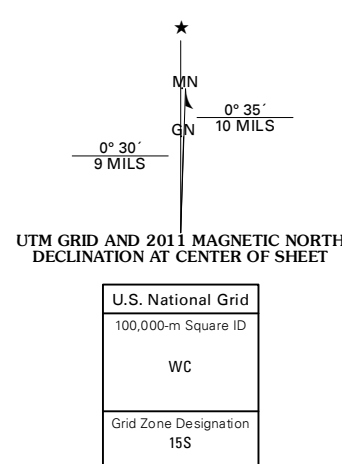 ★
MN
0° 35´
10 MILS
GN
0° 30´
9 MILS
UTM GRID AND 2011 MAGNETIC NORTH
DECLINATION AT CENTER OF SHEET
U.S. National Grid
100,000-m Square ID
WC
Grid Zone Designation
15S